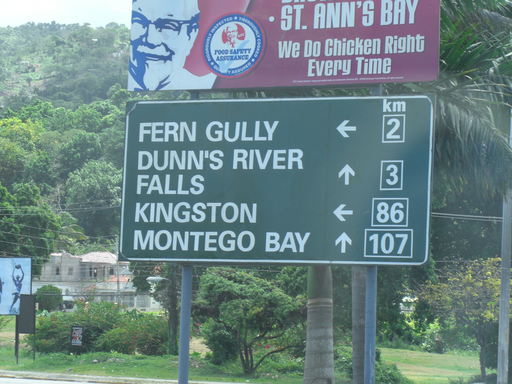 ST. ANN'S BAY
We Do Chicken Right
Every Time
FOOD SAFETY
ASSURANCE
km
FERN GULLY ← 2
DUNN'S RIVER
FALLS ↑ 3
KINGSTON ← 86
MONTEGO BAY ↑ 107